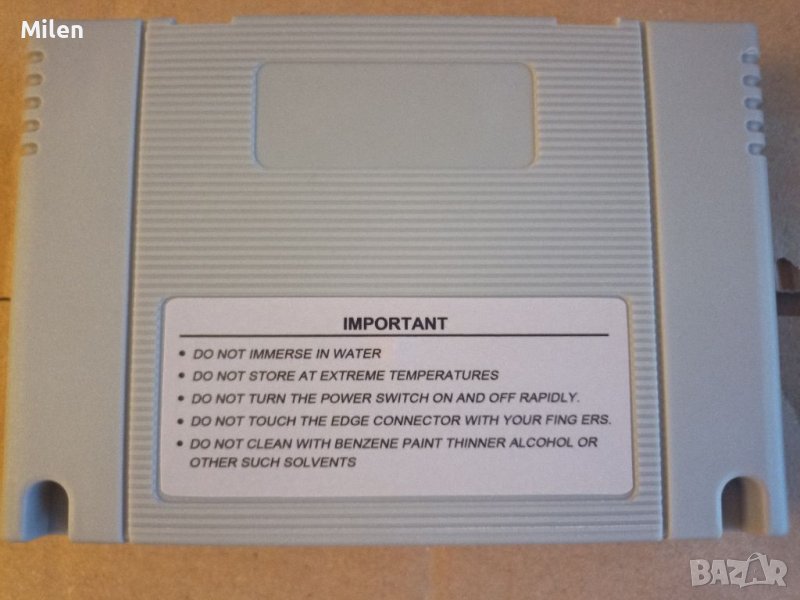 Milen
IMPORTANT
• DO NOT IMMERSE IN WATER
• DO NOT STORE AT EXTREME TEMPERATURES
• DO NOT TURN THE POWER SWITCH ON AND OFF RAPIDLY.
• DO NOT TOUCH THE EDGE CONNECTOR WITH YOUR FING ERS.
• DO NOT CLEAN WITH BENZENE PAINT THINNER ALCOHOL OR
OTHER SUCH SOLVENTS
BAZAR